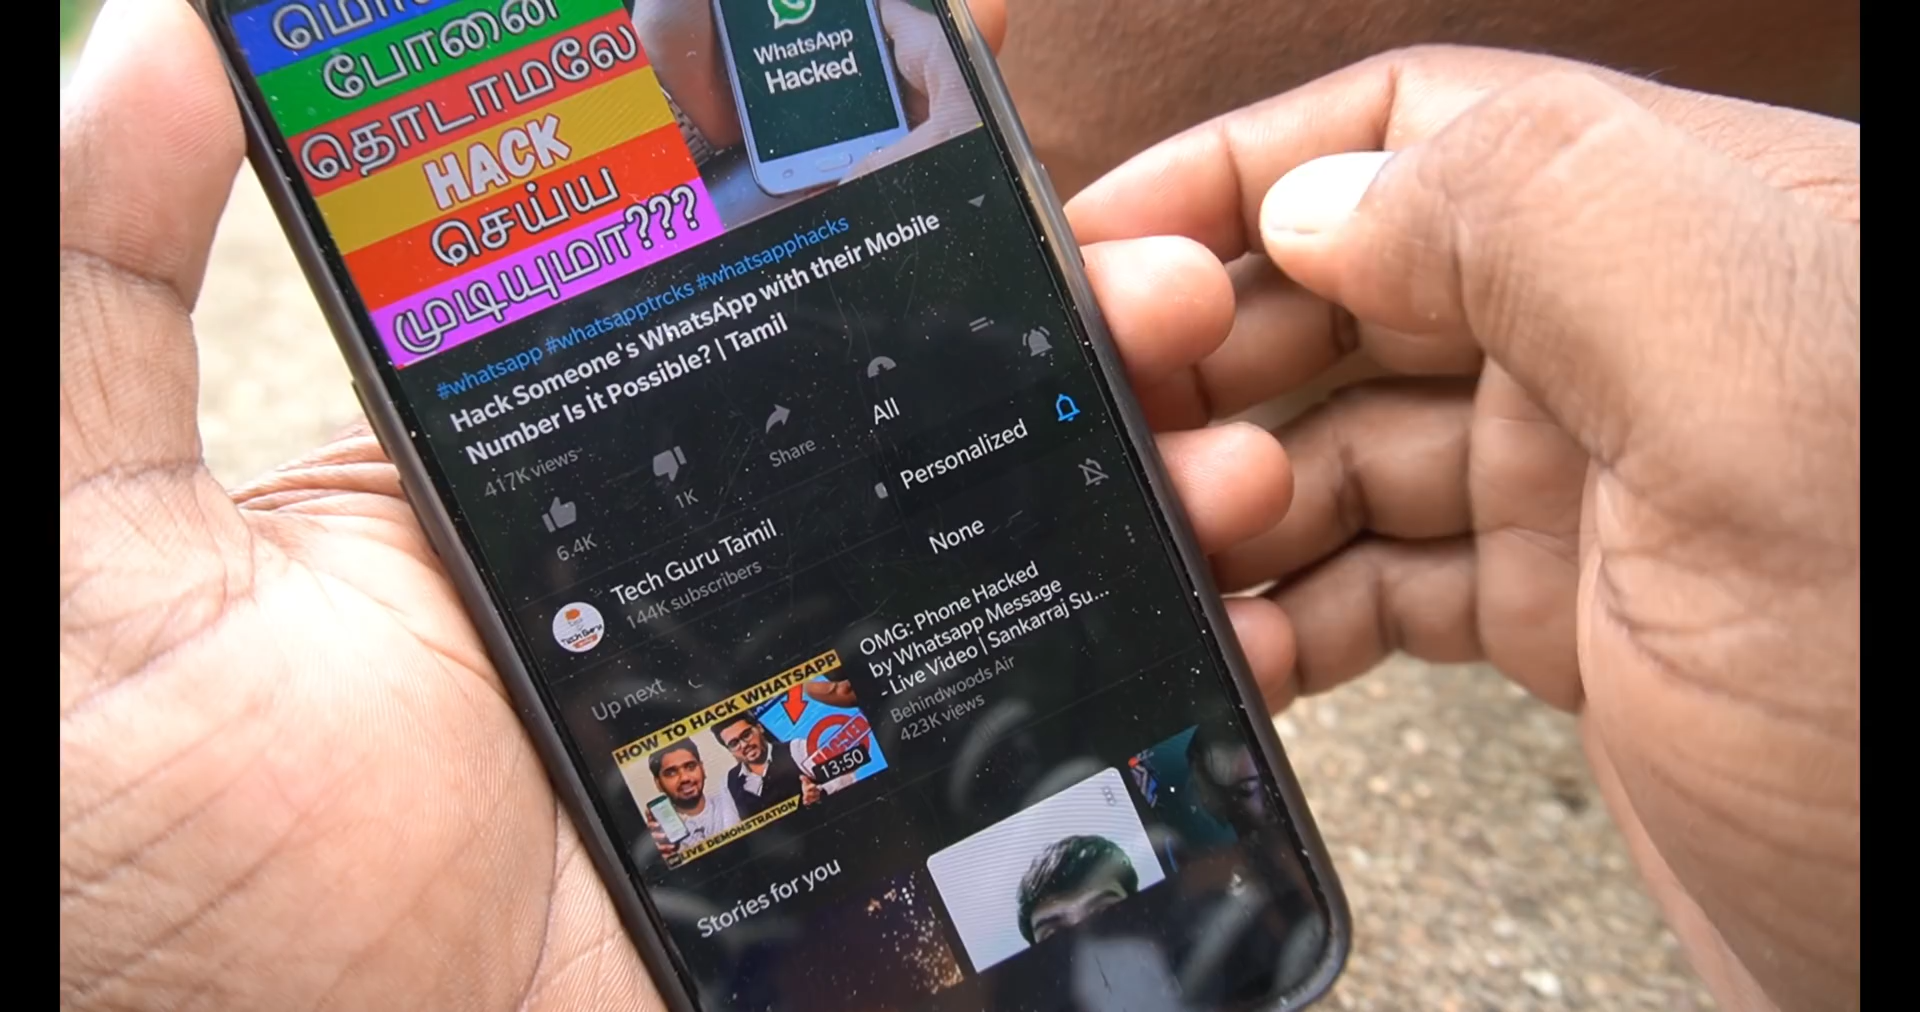 போனை
தொடாமலே
HACK
செய்ய
முடியுமா???
WhatsApp
Hacked
#whatsapp #whatsapptrcks #whatsapphacks
Hack Someone's WhatsApp with their Mobile
Number Is It Possible? | Tamil
417K views
6.4K
1K
Share
All
Personalized
None
Tech Guru Tamil
144K subscribers
Up next
HOW TO HACK WHATSAPP
13:50
LIVE DEMONSTRATION
OMG: Phone Hacked
by Whatsapp Message
- Live Video | Sankarraj Su...
Behindwoods Air
423K views
Stories for you